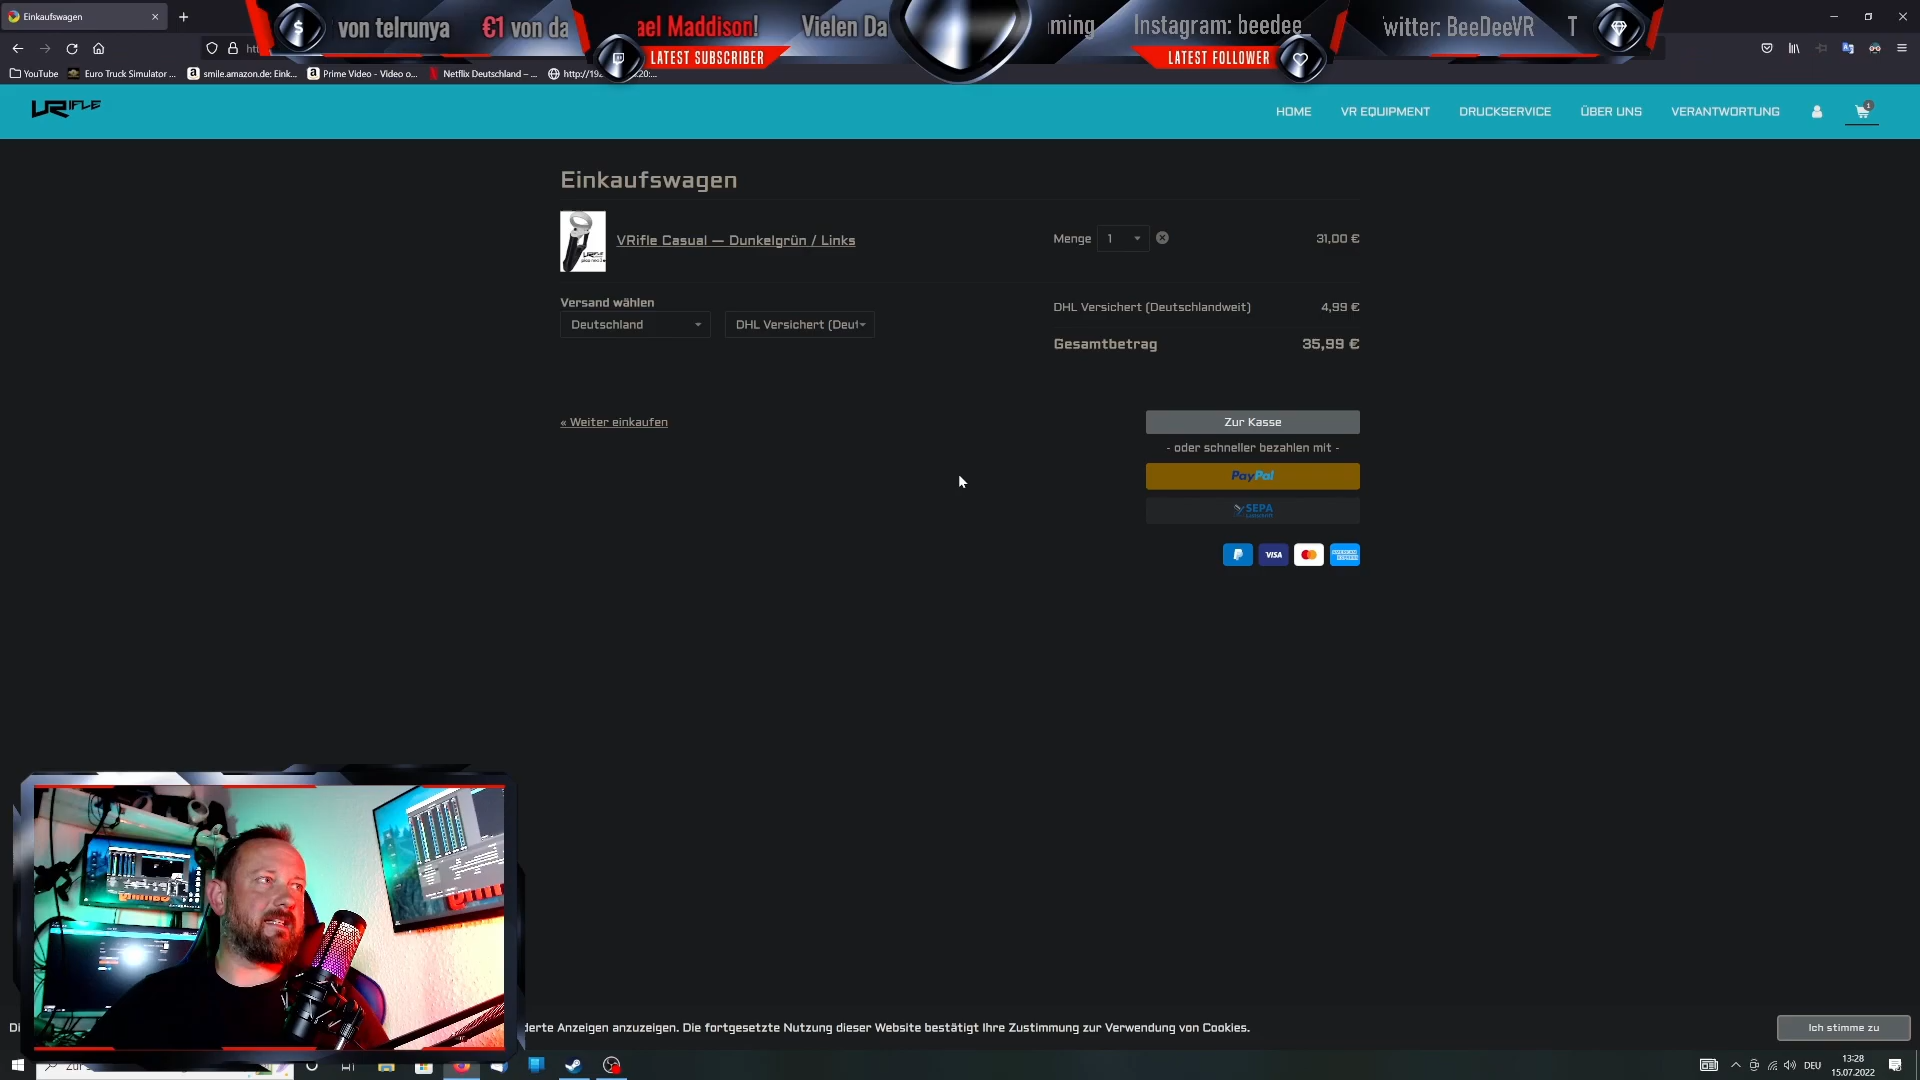 Einkaufswagen
von telrunya €1 von da
ael Maddison! Vielen Da
ming Instagram: beedee_
witter: BeeDeeVR T
LATEST SUBSCRIBER
LATEST FOLLOWER
YouTube
Euro Truck Simulator ...
smile.amazon.de: Eink...
Prime Video - Video o...
Netflix Deutschland – ...
VRIFLE
HOME
VR EQUIPMENT
DRUCKSERVICE
ÜBER UNS
VERANTWORTUNG
1
Einkaufswagen
VRifle Casual — Dunkelgrün / Links
Menge 1
31,00 €
Versand wählen
Deutschland
DHL Versichert (Deut
DHL Versichert (Deutschlandweit) 4,99 €
Gesamtbetrag 35,99 €
« Weiter einkaufen
Zur Kasse
- oder schneller bezahlen mit -
PayPal
SEPA
VISA
derte Anzeigen anzuzeigen. Die fortgesetzte Nutzung dieser Website bestätigt Ihre Zustimmung zur Verwendung von Cookies.
Ich stimme zu
DEU
13:28
15.07.2022